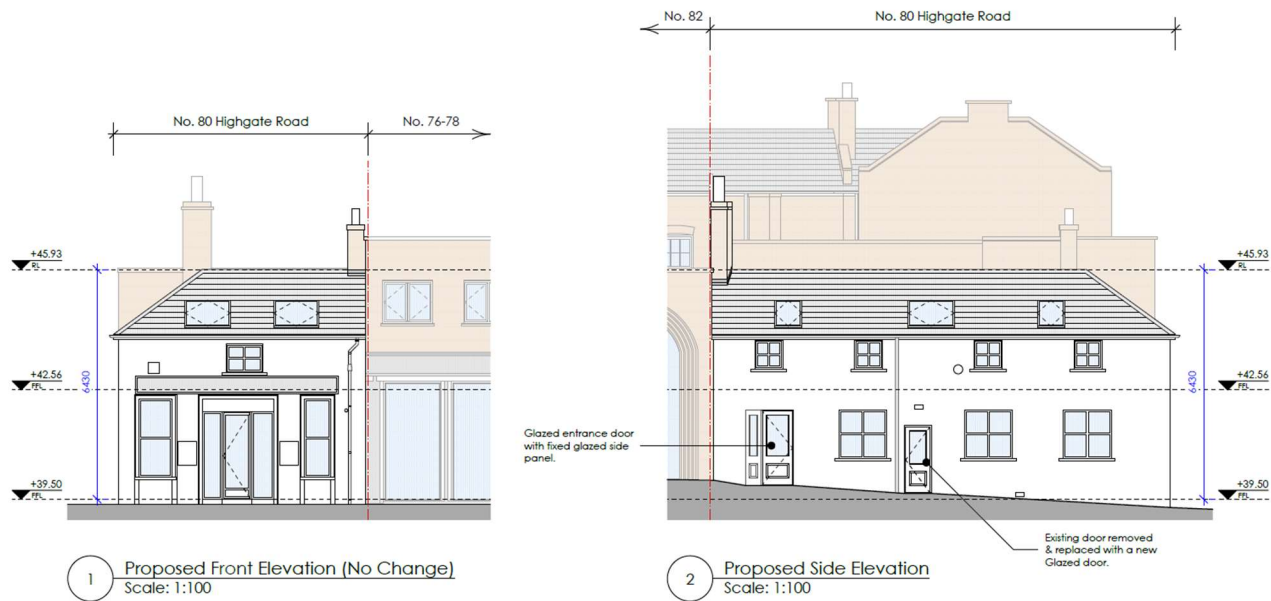 No. 80 Highgate Road
No. 76-78
+45.93
RL
+42.56
FFL
+39.50
FFL
6430
1
Proposed Front Elevation (No Change)
Scale: 1:100
No. 82
No. 80 Highgate Road
+45.93
RL
+42.56
FFL
+39.50
FFL
6430
Glazed entrance door
with fixed glazed side
panel.
Existing door removed
& replaced with a new
Glazed door.
2
Proposed Side Elevation
Scale: 1:100